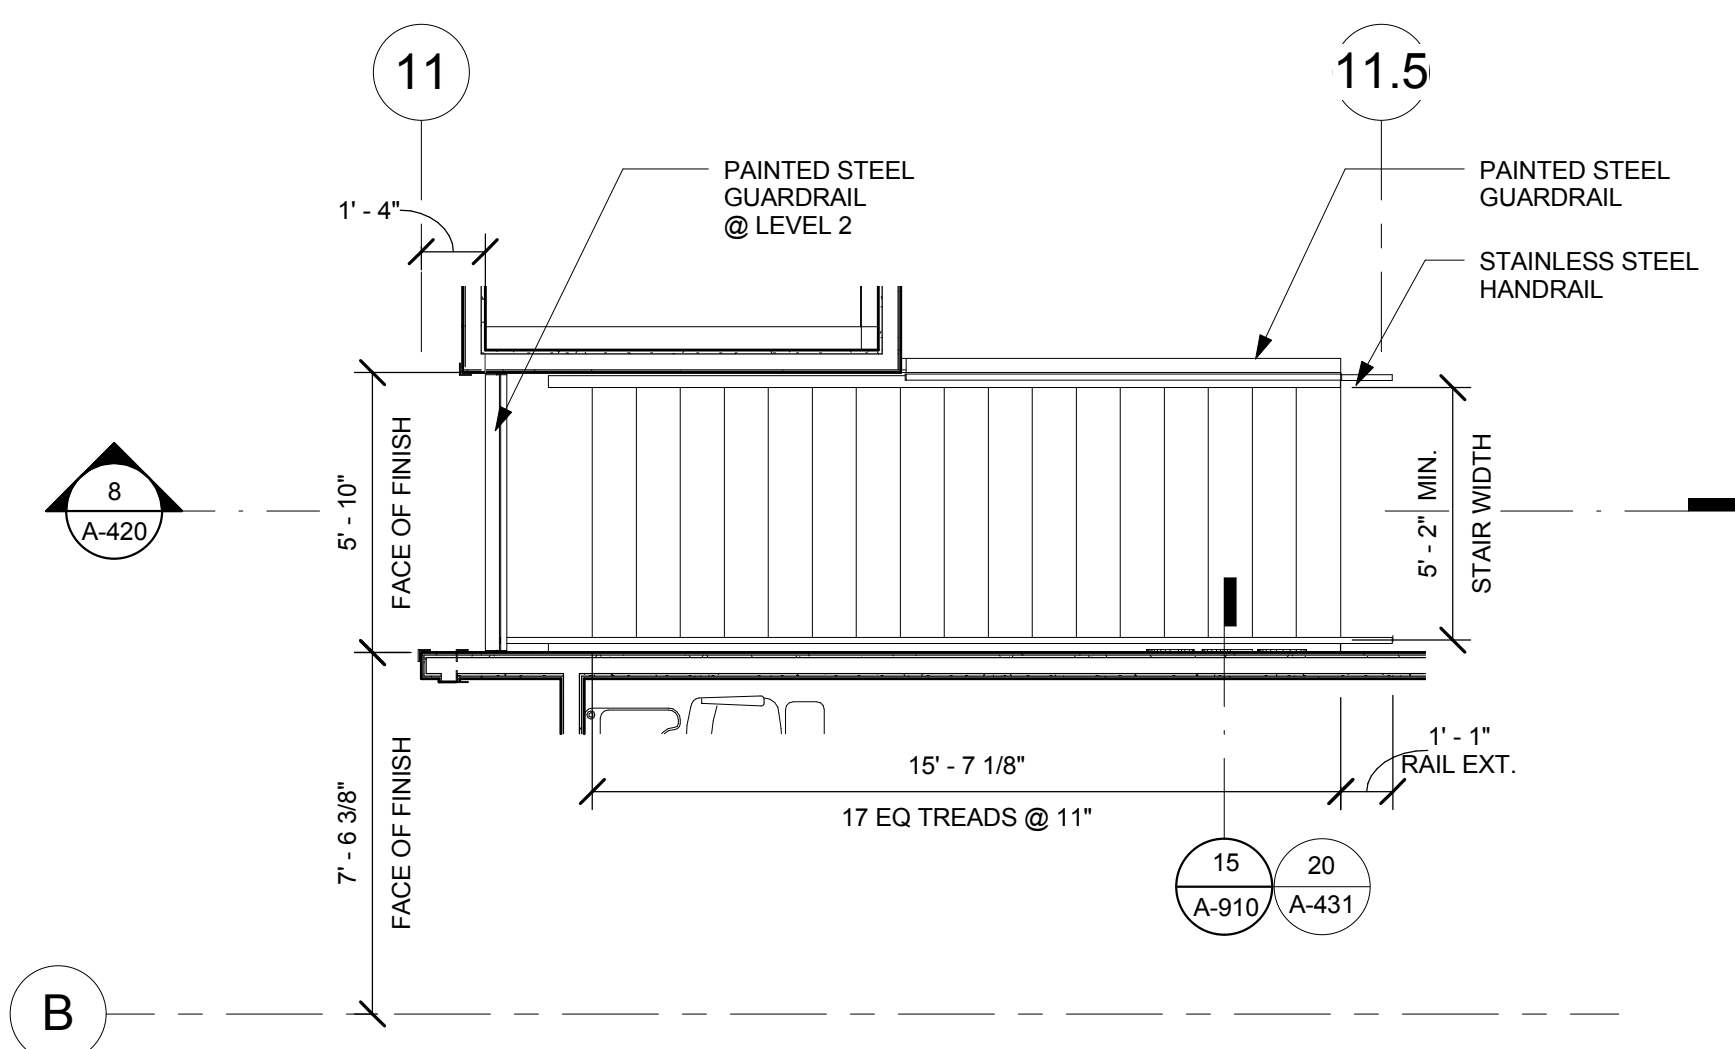 11
11.5
PAINTED STEEL
GUARDRAIL
@ LEVEL 2
PAINTED STEEL
GUARDRAIL
1' - 4"
STAINLESS STEEL
HANDRAIL
5' - 10"
FACE OF FINISH
5' - 2" MIN.
STAIR WIDTH
8
A-420
7' - 6 3/8"
FACE OF FINISH
15' - 7 1/8"
17 EQ TREADS @ 11"
1' - 1"
RAIL EXT.
15
A-910
20
A-431
B